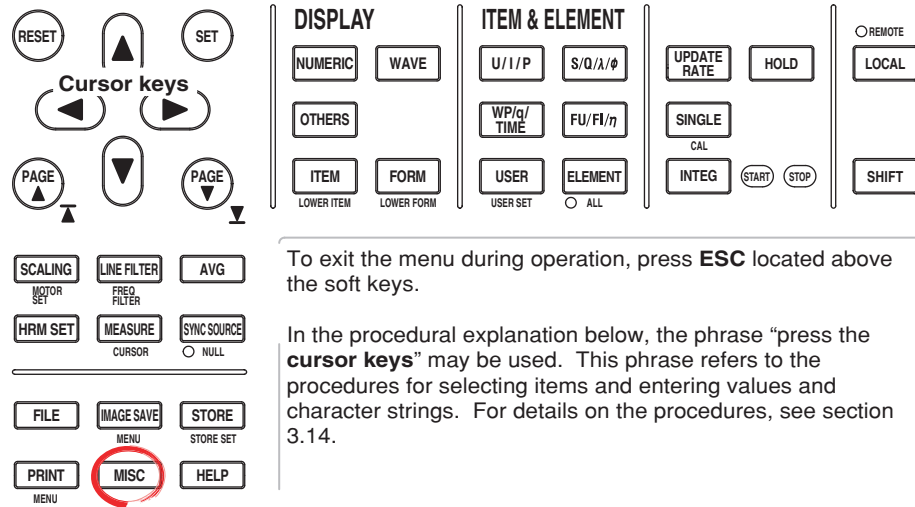 RESET
SET
Cursor keys
PAGE
PAGE
DISPLAY
NUMERIC
WAVE
OTHERS
ITEM
FORM
LOWER ITEM
LOWER FORM
ITEM & ELEMENT
U / I / P
S/Q/λ/ø
WP/q/
TIME
FU/FI/η
USER
ELEMENT
USER SET
ALL
UPDATE
RATE
HOLD
SINGLE
CAL
INTEG
START
STOP
REMOTE
LOCAL
SHIFT
SCALING
LINE FILTER
AVG
MOTOR
SET
FREQ
FILTER
HRM SET
MEASURE
SYNC SOURCE
CURSOR
NULL
FILE
IMAGE SAVE
STORE
MENU
STORE SET
PRINT
MISC
HELP
MENU
To exit the menu during operation, press ESC located above
the soft keys.
In the procedural explanation below, the phrase “press the
cursor keys” may be used. This phrase refers to the
procedures for selecting items and entering values and
character strings. For details on the procedures, see section
3.14.